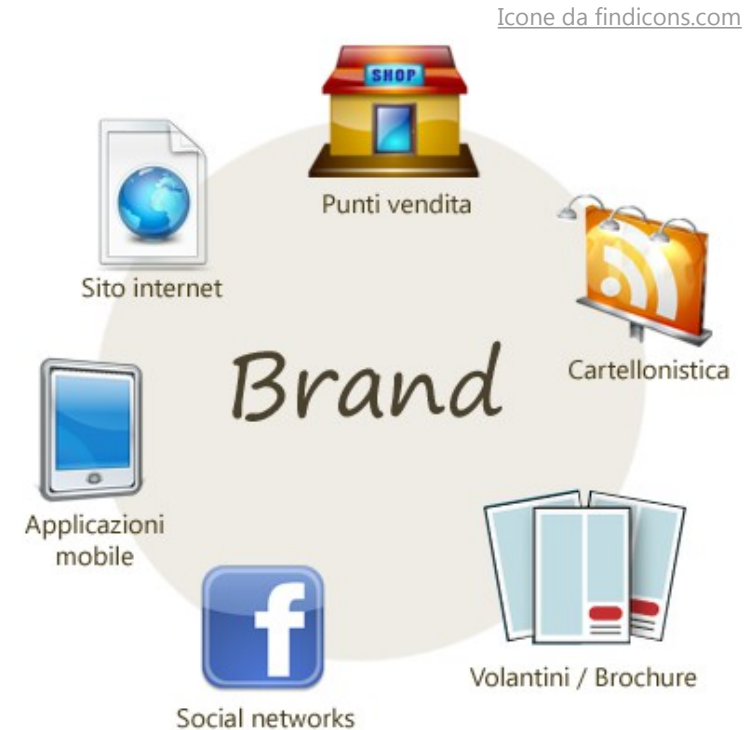 Icone da findicons.com
SHOP
Punti vendita
Sito internet
Cartellonistica
Brand
Applicazioni
mobile
f
Volantini / Brochure
Social networks